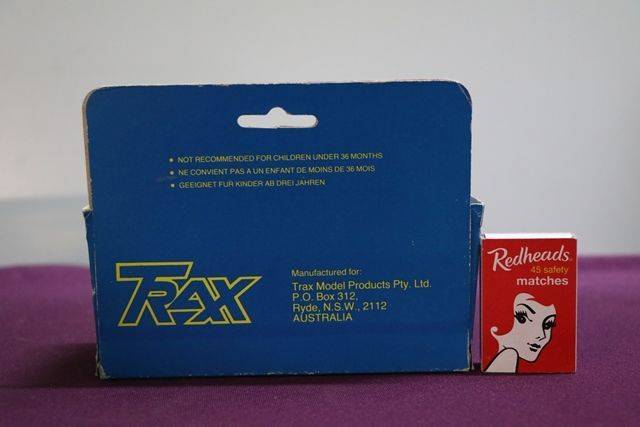 • NOT RECOMMENDED FOR CHILDREN UNDER 36 MONTHS
• NE CONVIENT PAS A UN ENFANT DE MOINS DE 36 MOIS
• GEEIGNET FUR KINDER AB DREI JAHREN
TRAX
Manufactured for:
Trax Model Products Pty. Ltd.
P.O. Box 312,
Ryde, N.S.W., 2112
AUSTRALIA
Redheads
45 safety
matches